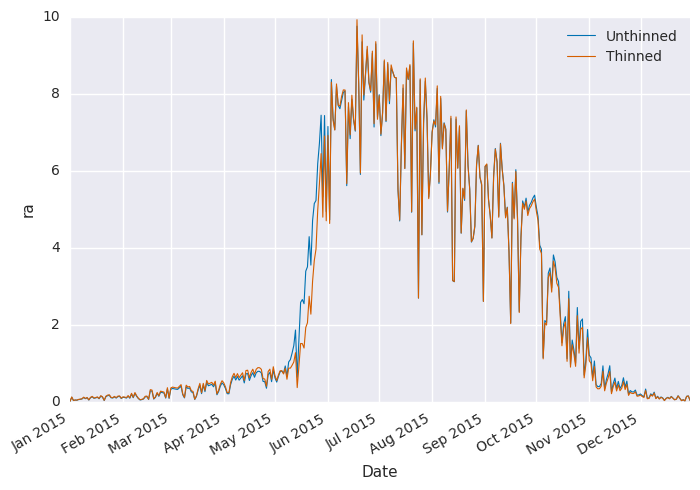 10
8
6
4
2
0
ra
Unthinned
Thinned
Jan 2015
Feb 2015
Mar 2015
Apr 2015
May 2015
Jun 2015
Jul 2015
Aug 2015
Sep 2015
Oct 2015
Nov 2015
Dec 2015
Date